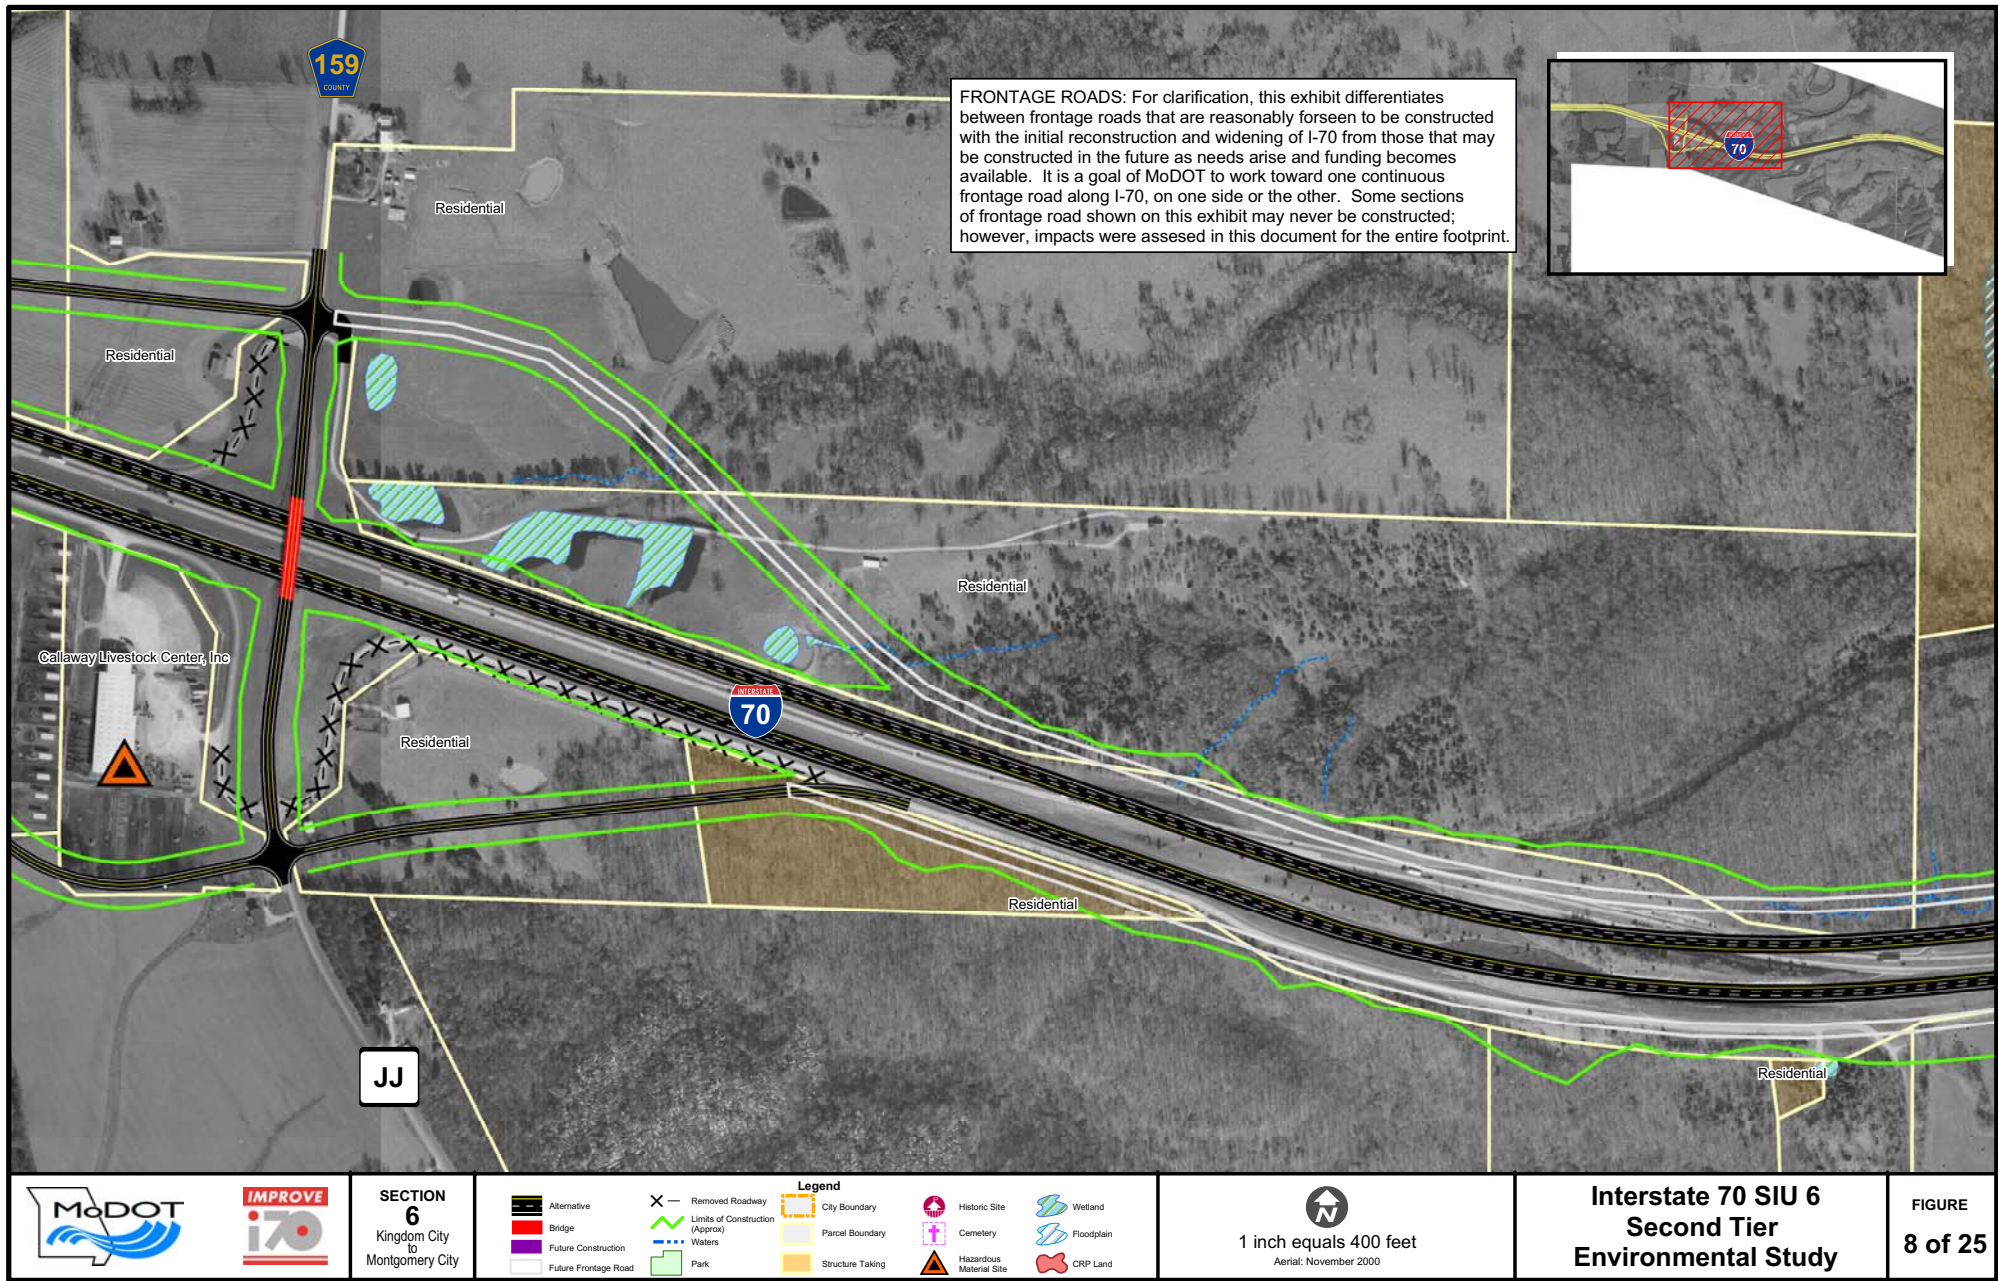 159
COUNTY
FRONTAGE ROADS: For clarification, this exhibit differentiates
between frontage roads that are reasonably forseen to be constructed
with the initial reconstruction and widening of I-70 from those that may
be constructed in the future as needs arise and funding becomes
available. It is a goal of MoDOT to work toward one continuous
frontage road along I-70, on one side or the other. Some sections
of frontage road shown on this exhibit may never be constructed;
however, impacts were assesed in this document for the entire footprint.
70
Residential
Residential
Residential
Callaway Livestock Center, Inc
INTERSTATE
70
Residential
Residential
Residential
JJ
MoDOT
IMPROVE
i70
SECTION
6
Kingdom City
to
Montgomery City
Legend
Alternative
Bridge
Future Construction
Future Frontage Road
Removed Roadway
Limits of Construction
(Approx)
Waters
Park
City Boundary
Parcel Boundary
Structure Taking
Historic Site
Cemetery
Hazardous
Material Site
Wetland
Floodplain
CRP Land
N
1 inch equals 400 feet
Aerial: November 2000
Interstate 70 SIU 6
Second Tier
Environmental Study
FIGURE
8 of 25